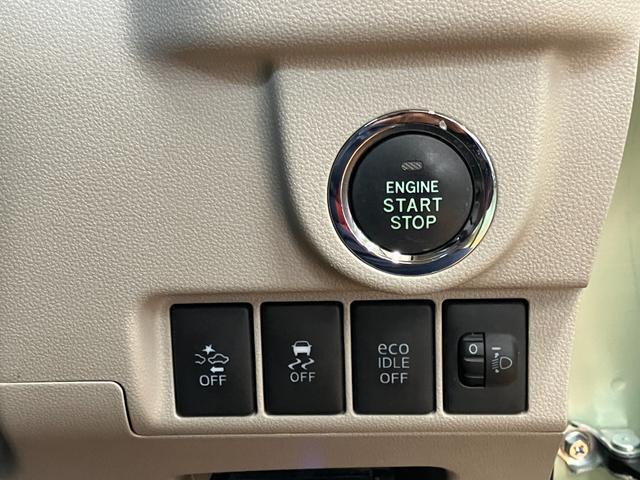 ENGINE
START
STOP
OFF
OFF
eco
IDLE
OFF
0